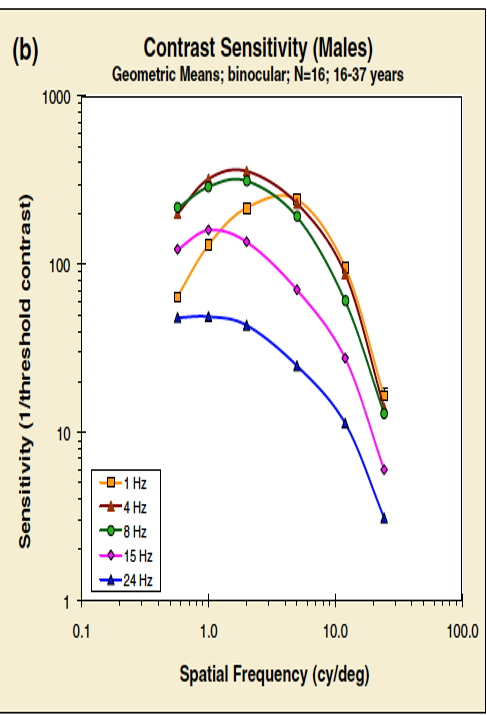 (b)
Contrast Sensitivity (Males)
Geometric Means; binocular; N=16; 16-37 years
1000
100
10
1
Sensitivity (1/threshold contrast)
1 Hz
4 Hz
8 Hz
15 Hz
24 Hz
0.1 1.0 10.0 100.0
Spatial Frequency (cy/deg)